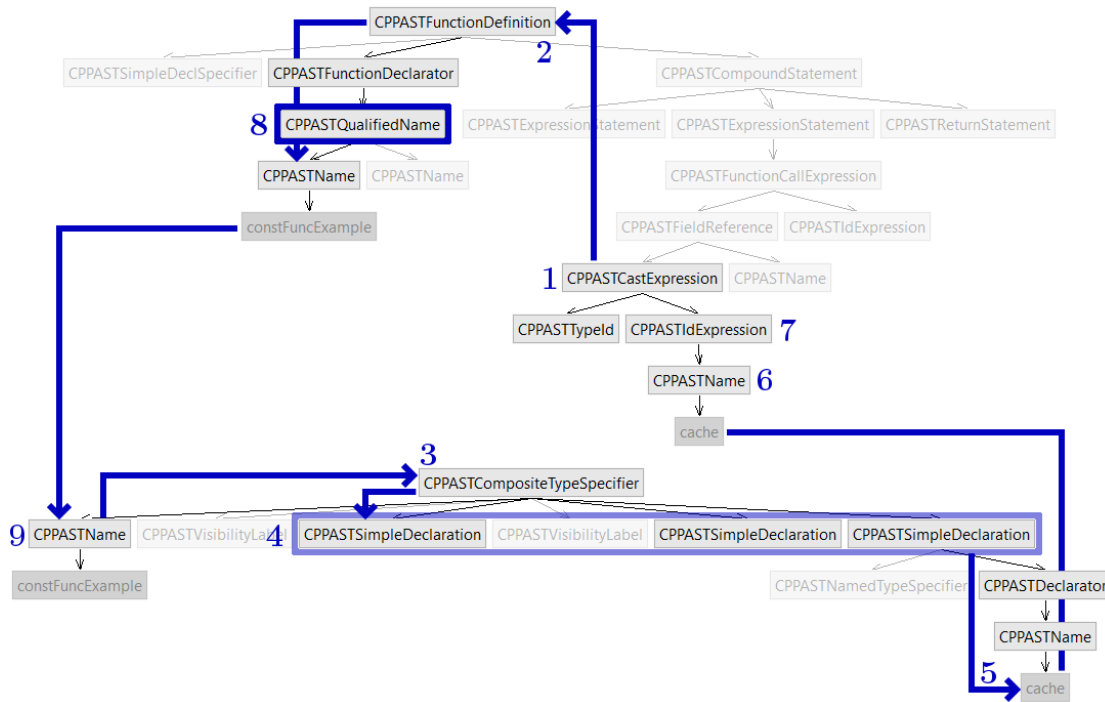 CPPASTFunctionDefinition
2
CPPASTSimpleDeclSpecifier CPPASTFunctionDeclarator CPPASTCompoundStatement
8 CPPASTQualifiedName CPPASTExpressionStatement CPPASTExpressionStatement CPPASTReturnStatement
CPPASTName CPPASTName CPPASTFunctionCallExpression
constFuncExample CPPASTFieldReference CPPASTIdExpression
1 CPPASTCastExpression CPPASTName
CPPASTTypeId CPPASTIdExpression 7
CPPASTName 6
cache
3
CPPASTCompositeTypeSpecifier
9 CPPASTName CPPASTVisibilityLabel 4 CPPASTSimpleDeclaration CPPASTVisibilityLabel CPPASTSimpleDeclaration CPPASTSimpleDeclaration
constFuncExample CPPASTNamedTypeSpecifier CPPASTDeclarator
CPPASTName
5 cache